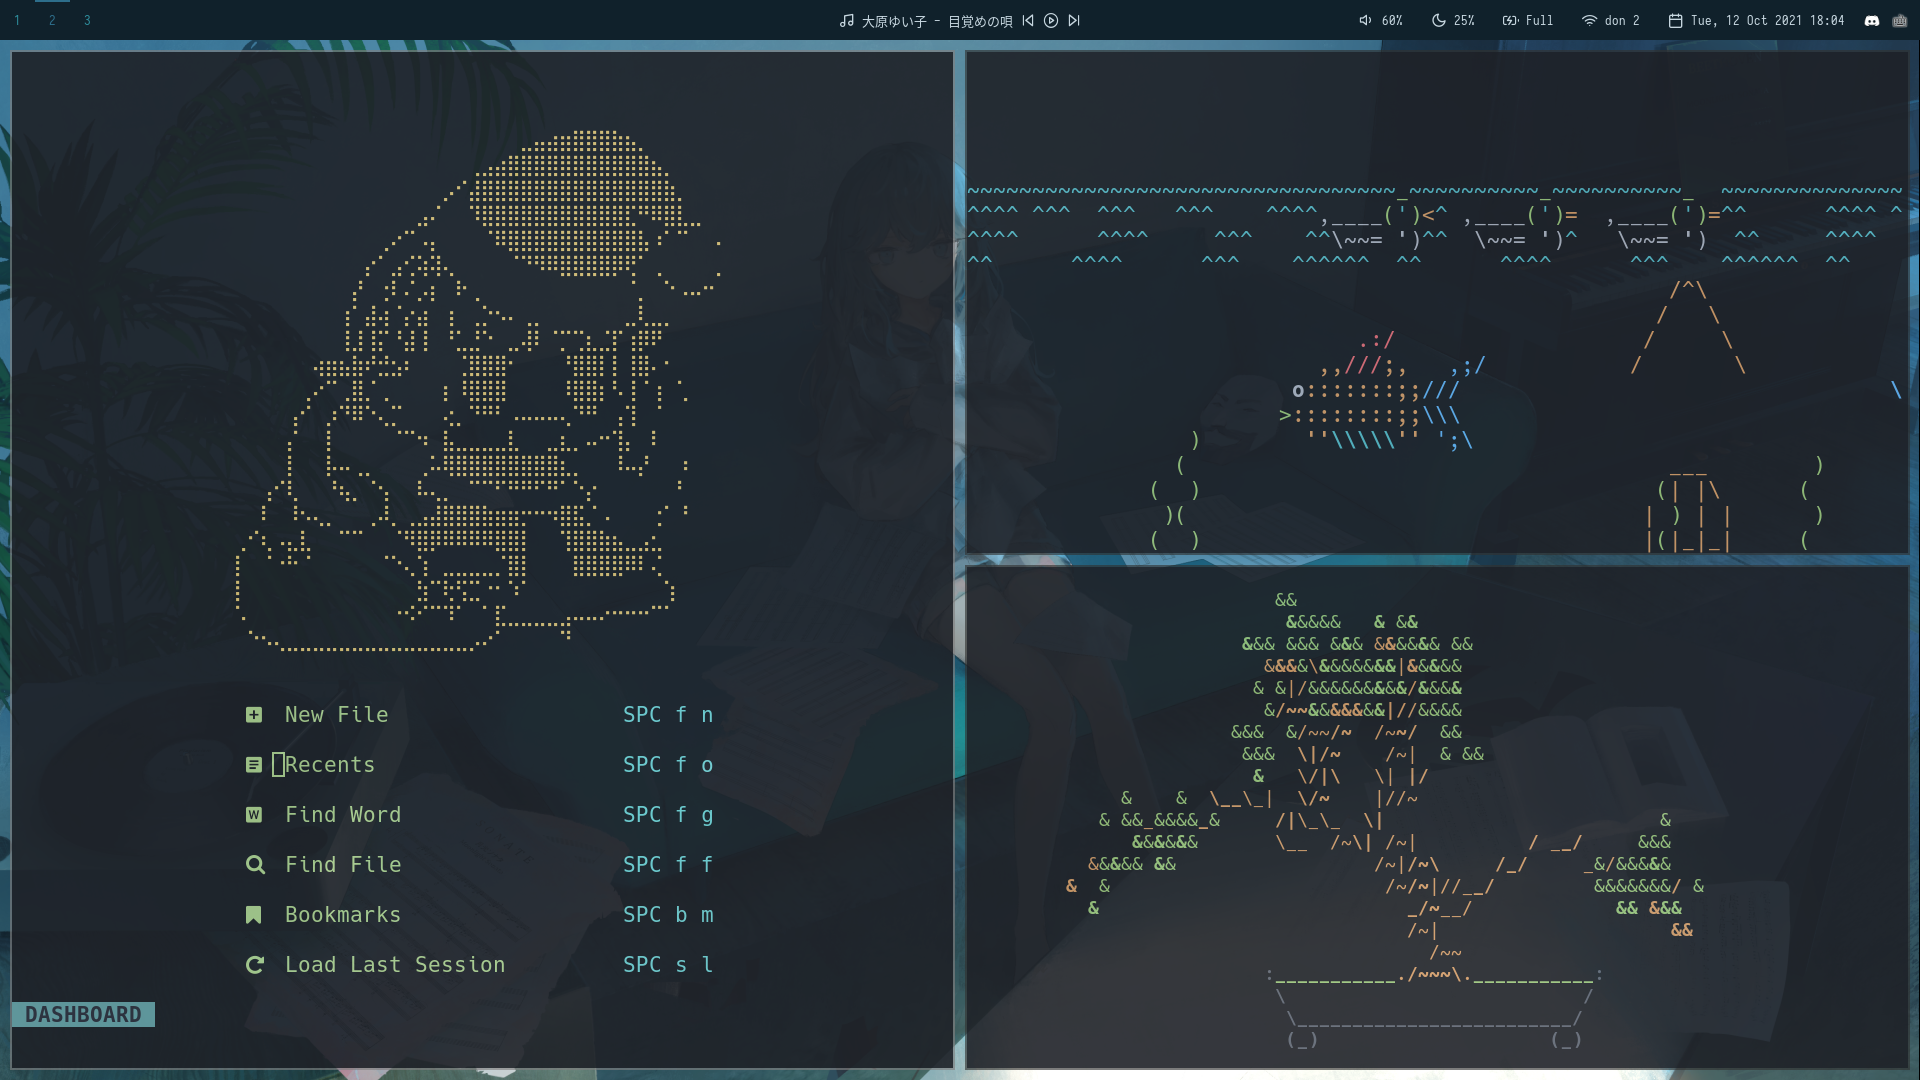 1 2 3
大原ゆい子 - 目覚めの唄
60% 25% Full don 2 Tue, 12 Oct 2021 18:04
New File SPC f n
Recents SPC f o
Find Word SPC f g
Find File SPC f f
Bookmarks SPC b m
Load Last Session SPC s l
DASHBOARD